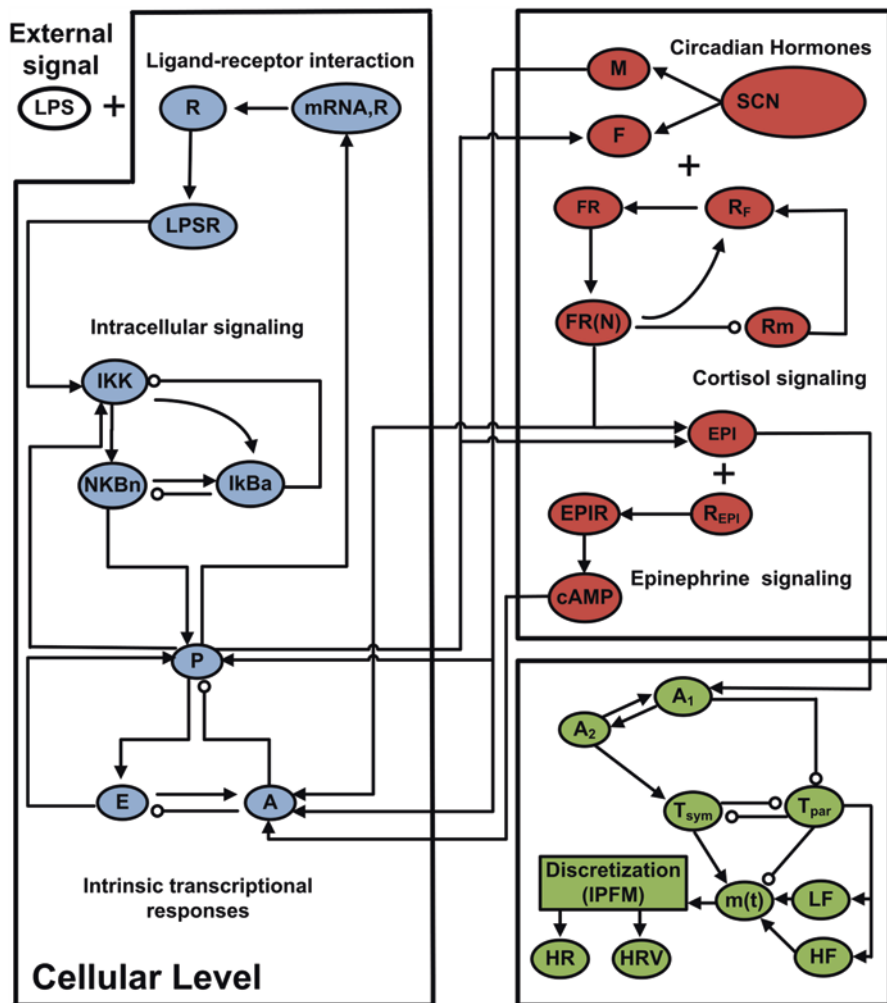 External
signal
LPS
+
Ligand-receptor interaction
R
mRNA,R
LPSR
Intracellular signaling
IKK
NKBn
IkBa
P
E
A
Intrinsic transcriptional
responses
Cellular Level
Circadian Hormones
M
SCN
F
+
FR
RF
FR(N)
Rm
Cortisol signaling
EPI
+
EPIR
REPI
Epinephrine signaling
cAMP
A1
A2
Tsym
Tpar
Discretization
(IPFM)
m(t)
LF
HR
HRV
HF